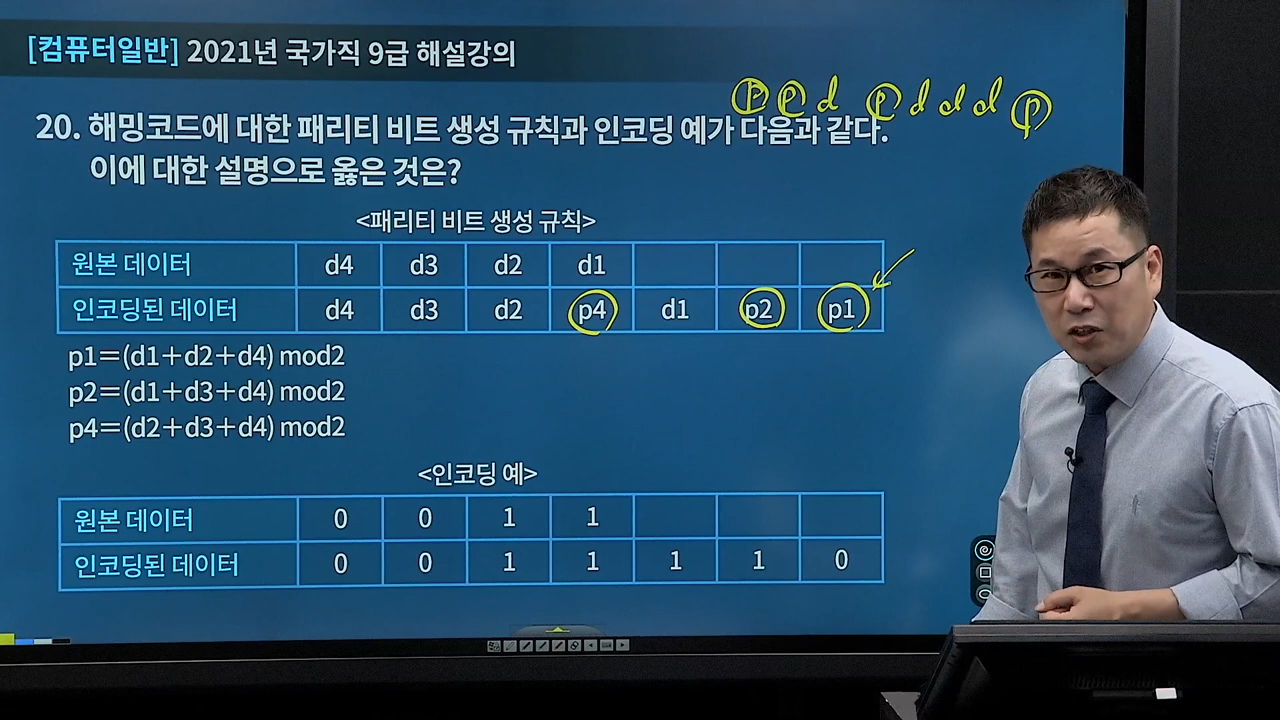 [컴퓨터일반] 2021년 국가직 9급 해설강의
P P d P d d d P
20. 해밍코드에 대한 패리티 비트 생성 규칙과 인코딩 예가 다음과 같다.
이에 대한 설명으로 옳은 것은?
<패리티 비트 생성 규칙>
원본 데이터 d4 d3 d2 d1
인코딩된 데이터 d4 d3 d2 p4 d1 p2 p1
p1=(d1+d2+d4) mod2
p2=(d1+d3+d4) mod2
p4=(d2+d3+d4) mod2
<인코딩 예>
원본 데이터 0 0 1 1
인코딩된 데이터 0 0 1 1 1 1 0